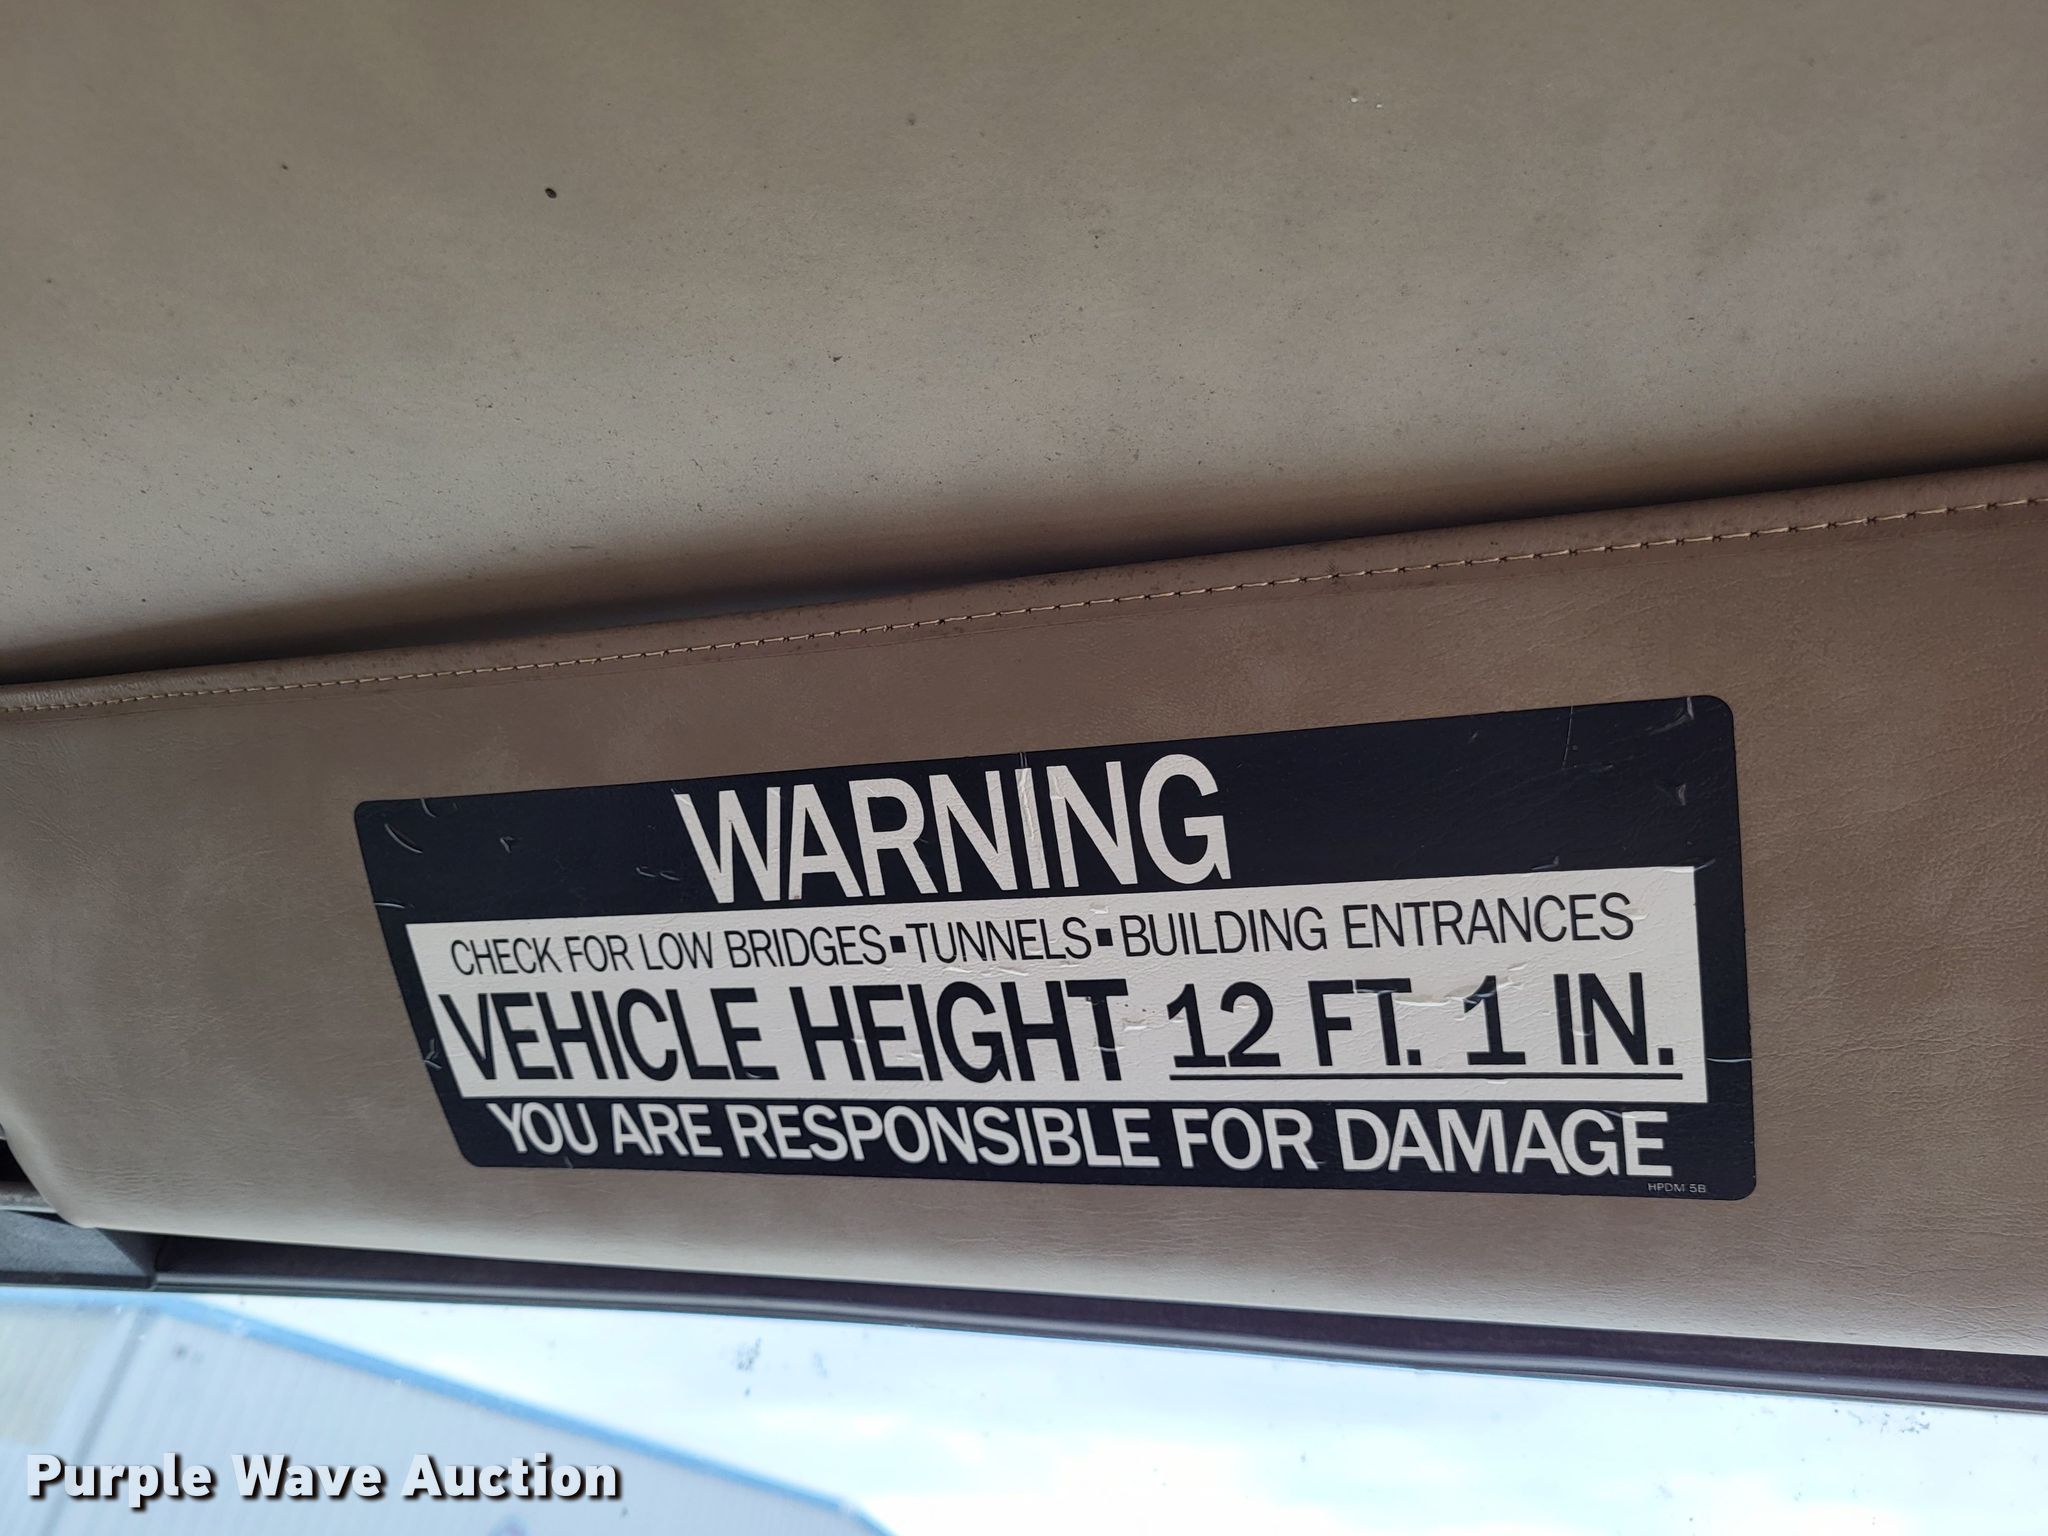 WARNING
CHECK FOR LOW BRIDGES▪TUNNELS▪BUILDING ENTRANCES
VEHICLE HEIGHT 12 FT. 1 IN.
YOU ARE RESPONSIBLE FOR DAMAGE
HPDM 5B
Purple Wave Auction